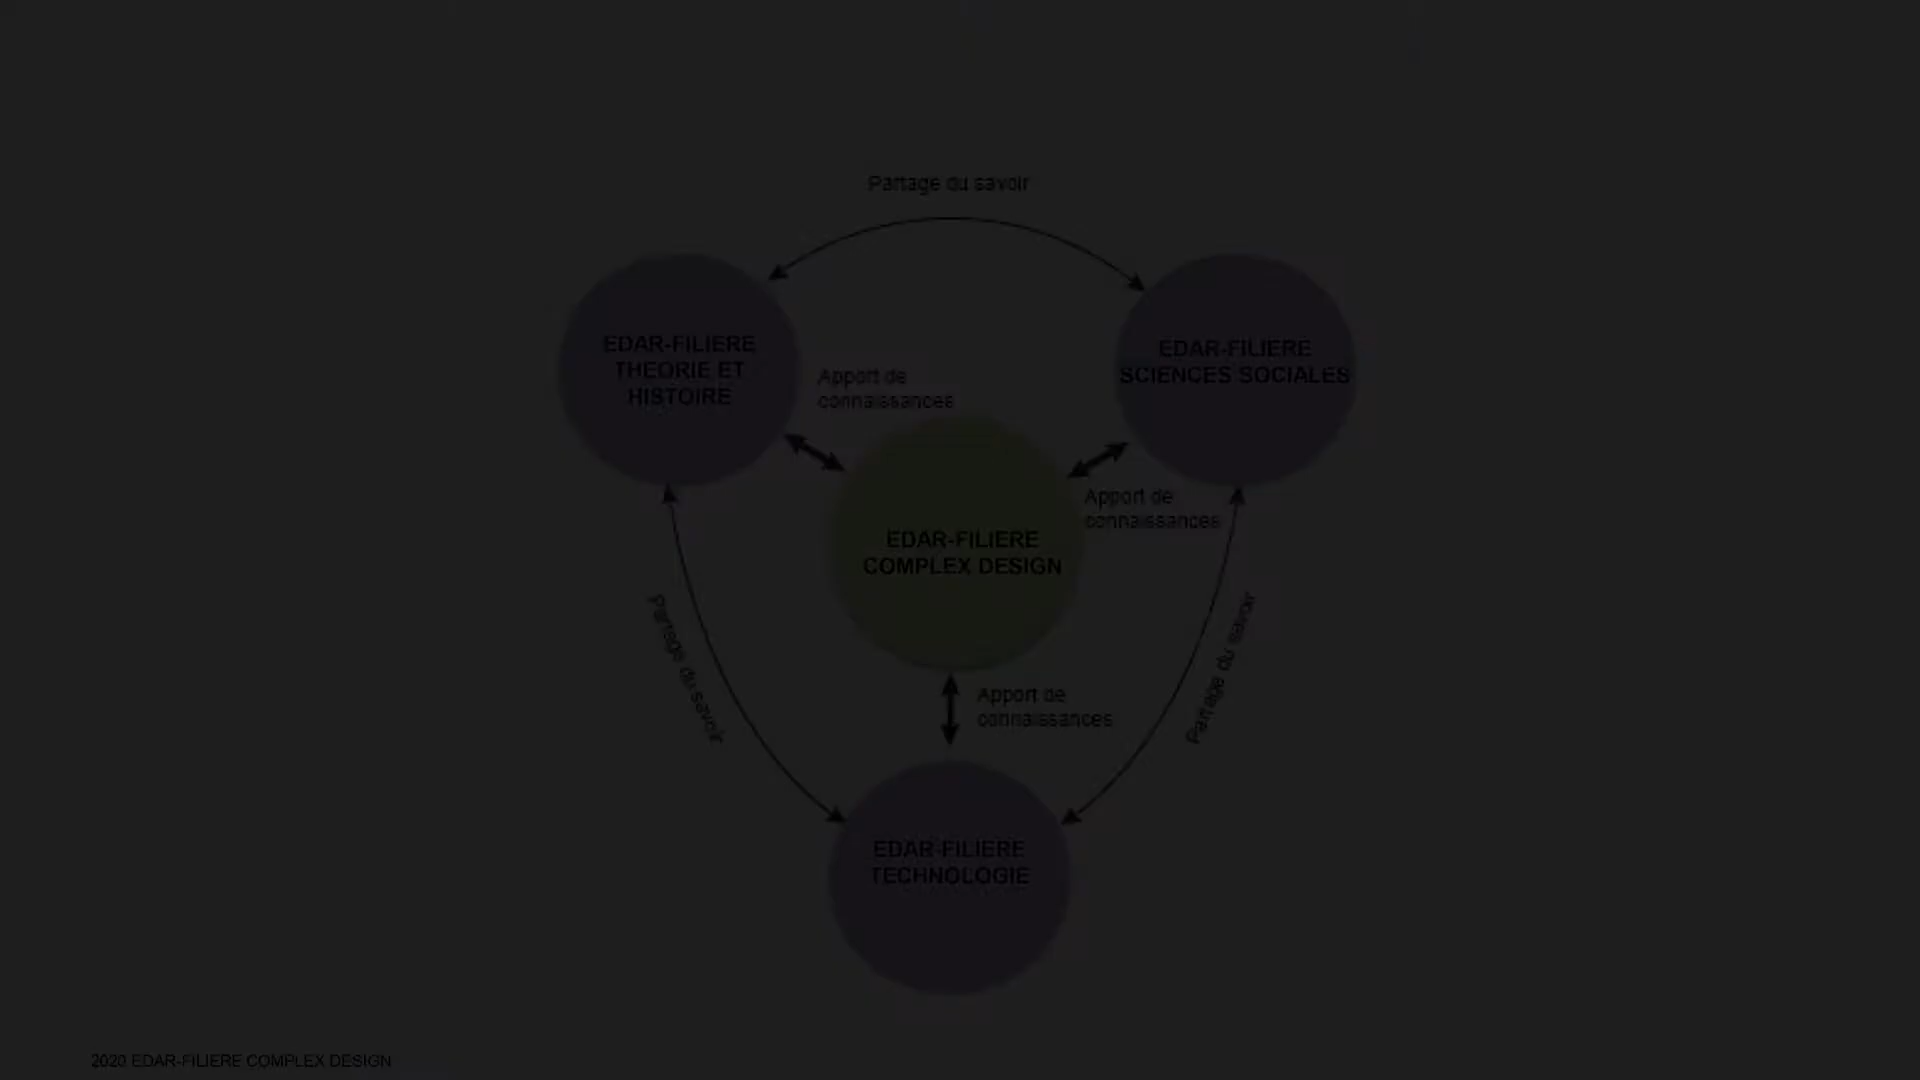 Partage du savoir
EDAR-FILIERE
THEORIE ET
HISTOIRE
EDAR-FILIERE
SCIENCES SOCIALES
Apport de
connaissances
Apport de
connaissances
EDAR-FILIERE
COMPLEX DESIGN
Partage du savoir
Partage du savoir
Apport de
connaissances
EDAR-FILIERE
TECHNOLOGIE
2020 EDAR-FILIERE COMPLEX DESIGN